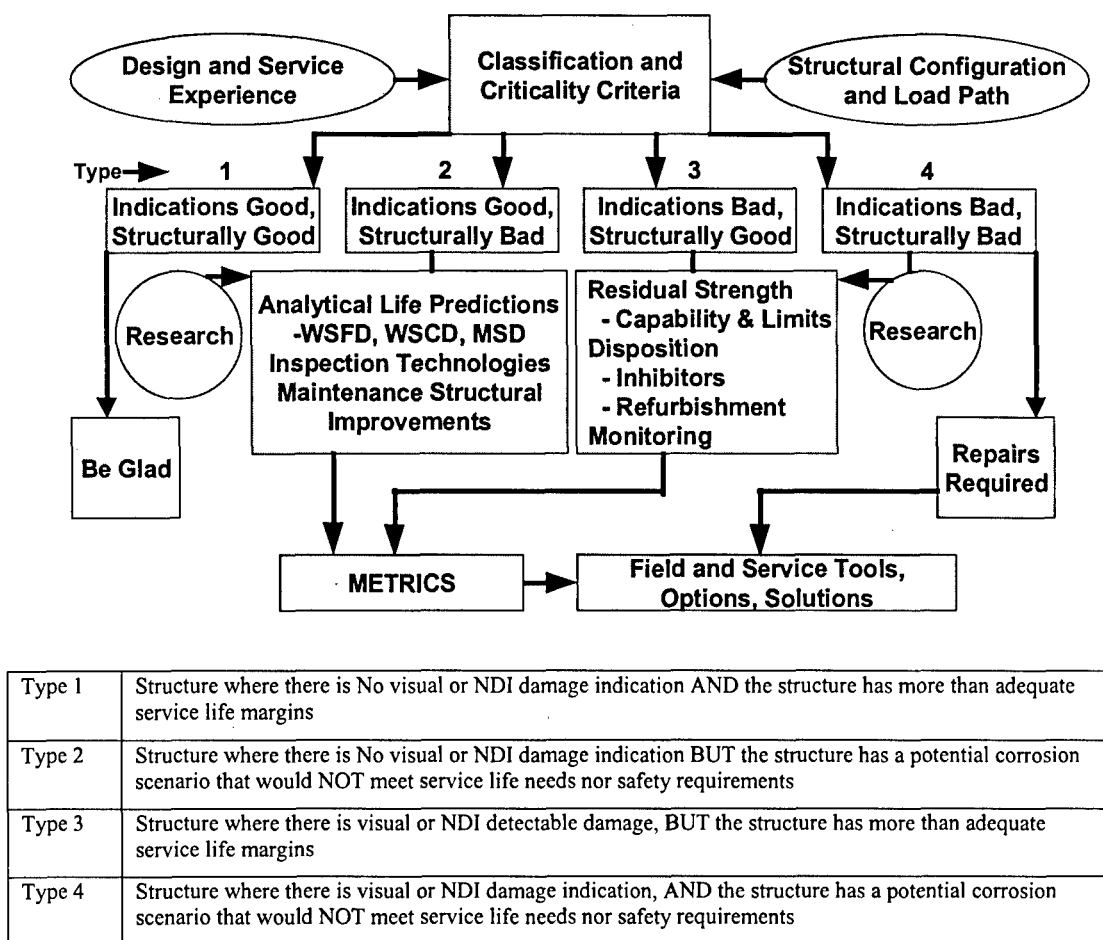 Design and Service
Experience
Classification and
Criticality Criteria
Structural Configuration
and Load Path
Type
1
2
3
4
Indications Good,
Structurally Good
Indications Good,
Structurally Bad
Indications Bad,
Structurally Good
Indications Bad,
Structurally Bad
Research
Analytical Life Predictions
-WSFD, WSCD, MSD
Inspection Technologies
Maintenance Structural
Improvements
Residual Strength
- Capability & Limits
Disposition
- Inhibitors
- Refurbishment
Monitoring
Research
Be Glad
Repairs
Required
METRICS
Field and Service Tools,
Options, Solutions
Type 1
Structure where there is No visual or NDI damage indication AND the structure has more than adequate
service life margins
Type 2
Structure where there is No visual or NDI damage indication BUT the structure has a potential corrosion
scenario that would NOT meet service life needs nor safety requirements
Type 3
Structure where there is visual or NDI detectable damage, BUT the structure has more than adequate
service life margins
Type 4
Structure where there is visual or NDI damage indication, AND the structure has a potential corrosion
scenario that would NOT meet service life needs nor safety requirements